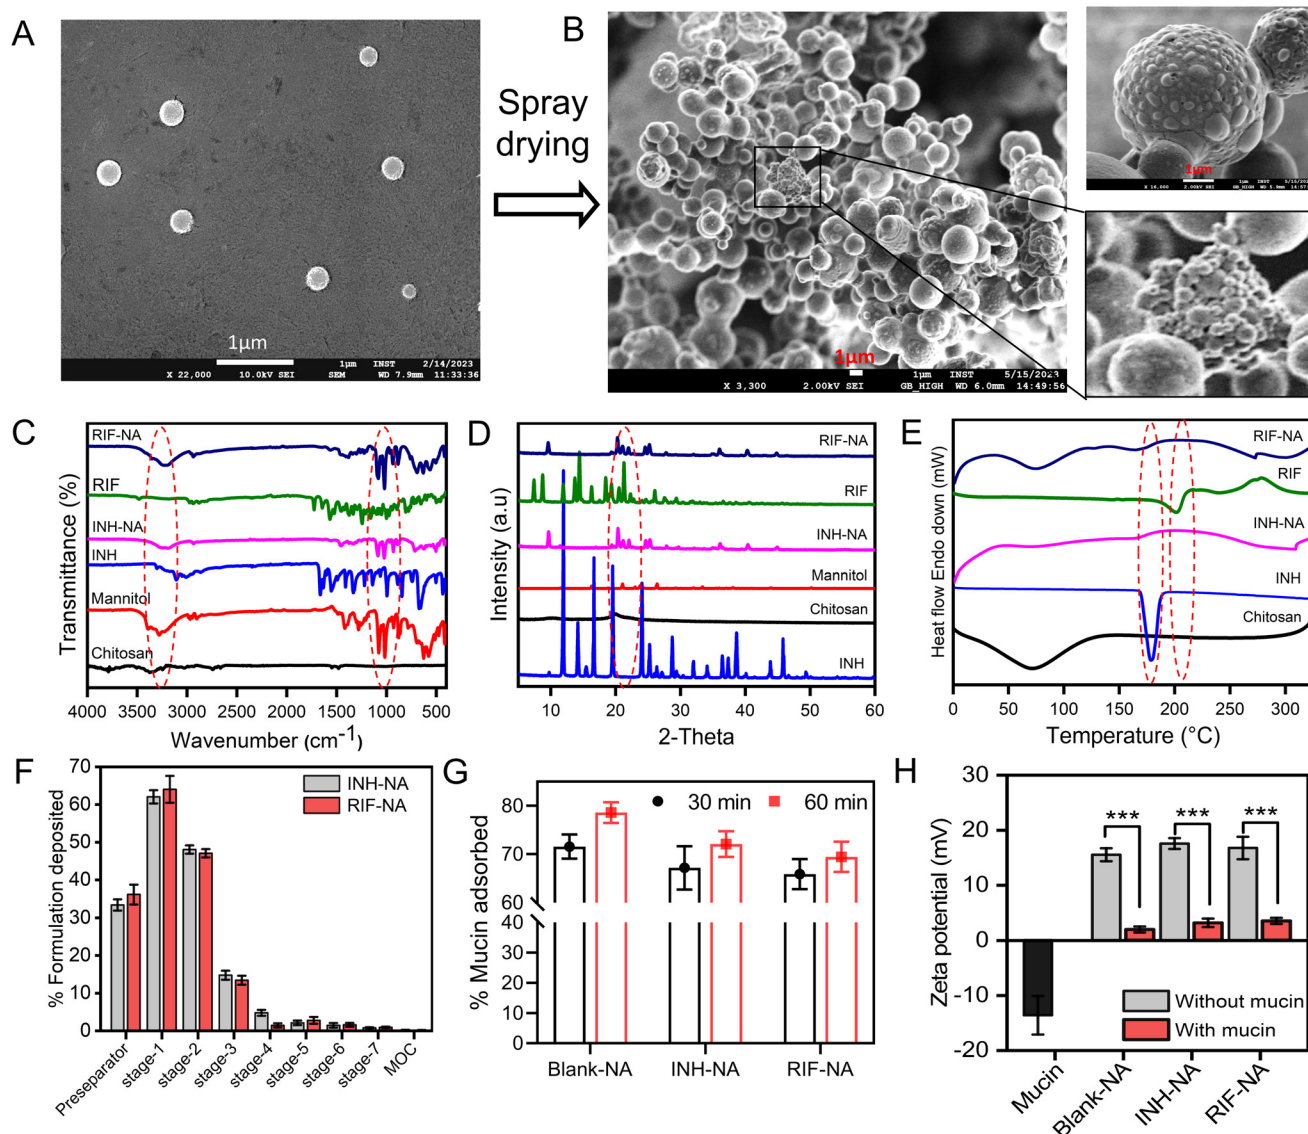 A
1μm
1μm INST 2/14/2023
X 22,000 10.0kV SEI SEM WD 7.9mm 11:33:36
Spray
drying
B
1μm
1μm INST 5/15/2023
X 3,300 2.00kV SEI GB_HIGH WD 6.0mm 14:49:56
1μm
X 16,000 2.00kV SEI
C
RIF-NA
RIF
INH-NA
INH
Mannitol
Chitosan
Transmittance (%)
4000 3500 3000 2500 2000 1500 1000 500
Wavenumber (cm-1)
D
RIF-NA
RIF
INH-NA
Mannitol
Chitosan
INH
Intensity (a.u)
10 20 30 40 50 60
2-Theta
E
RIF-NA
RIF
INH-NA
INH
Chitosan
Heat flow Endo down (mW)
0 50 100 150 200 250 300
Temperature (°C)
F
INH-NA
RIF-NA
% Formulation deposited
70
60
50
40
30
20
10
0
Preseparator
stage-1
stage-2
stage-3
stage-4
stage-5
stage-6
stage-7
MOC
G
30 min
60 min
% Mucin adsorbed
80
70
60
40
30
20
10
0
Blank-NA INH-NA RIF-NA
H
*** *** ***
Zeta potential (mV)
30
20
10
0
-10
-20
Without mucin
With mucin
Mucin
Blank-NA
INH-NA
RIF-NA